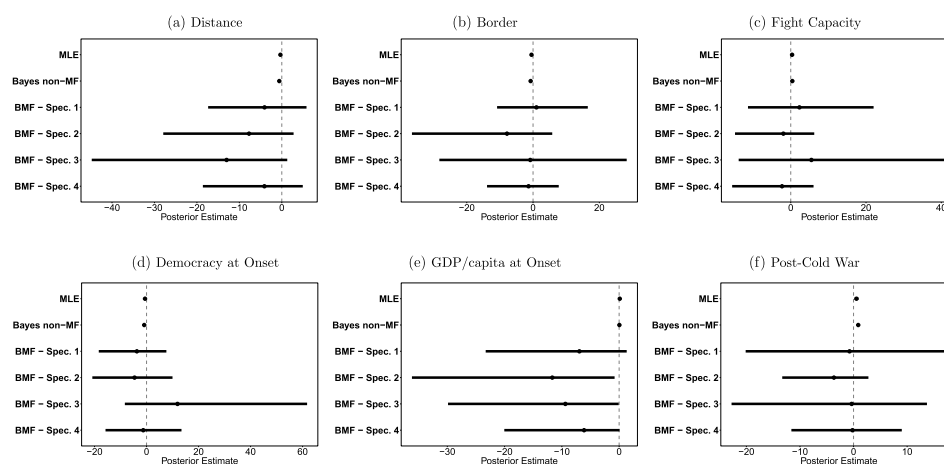 (a) Distance
MLE
Bayes non−MF
BMF − Spec. 1
BMF − Spec. 2
BMF − Spec. 3
BMF − Spec. 4
−40 −30 −20 −10 0
Posterior Estimate
(b) Border
MLE
Bayes non−MF
BMF − Spec. 1
BMF − Spec. 2
BMF − Spec. 3
BMF − Spec. 4
−20 0 20
Posterior Estimate
(c) Fight Capacity
MLE
Bayes non−MF
BMF − Spec. 1
BMF − Spec. 2
BMF − Spec. 3
BMF − Spec. 4
0 20 40
Posterior Estimate
(d) Democracy at Onset
MLE
Bayes non−MF
BMF − Spec. 1
BMF − Spec. 2
BMF − Spec. 3
BMF − Spec. 4
−20 0 20 40 60
Posterior Estimate
(e) GDP/capita at Onset
MLE
Bayes non−MF
BMF − Spec. 1
BMF − Spec. 2
BMF − Spec. 3
BMF − Spec. 4
−30 −20 −10 0
Posterior Estimate
(f) Post-Cold War
MLE
Bayes non−MF
BMF − Spec. 1
BMF − Spec. 2
BMF − Spec. 3
BMF − Spec. 4
−20 −10 0 10
Posterior Estimate